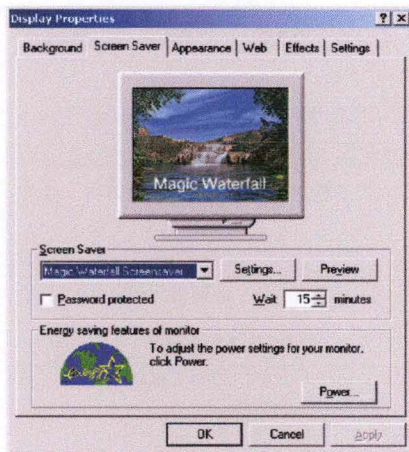 Display Properties
Background Screen Saver Appearance Web Effects Settings
Magic Waterfall
Screen Saver
Magic Waterfall Screensaver Settings... Preview
Password protected Wait: 15 minutes
Energy saving features of monitor
To adjust the power settings for your monitor,
click Power.
energy
Power...
OK Cancel Apply